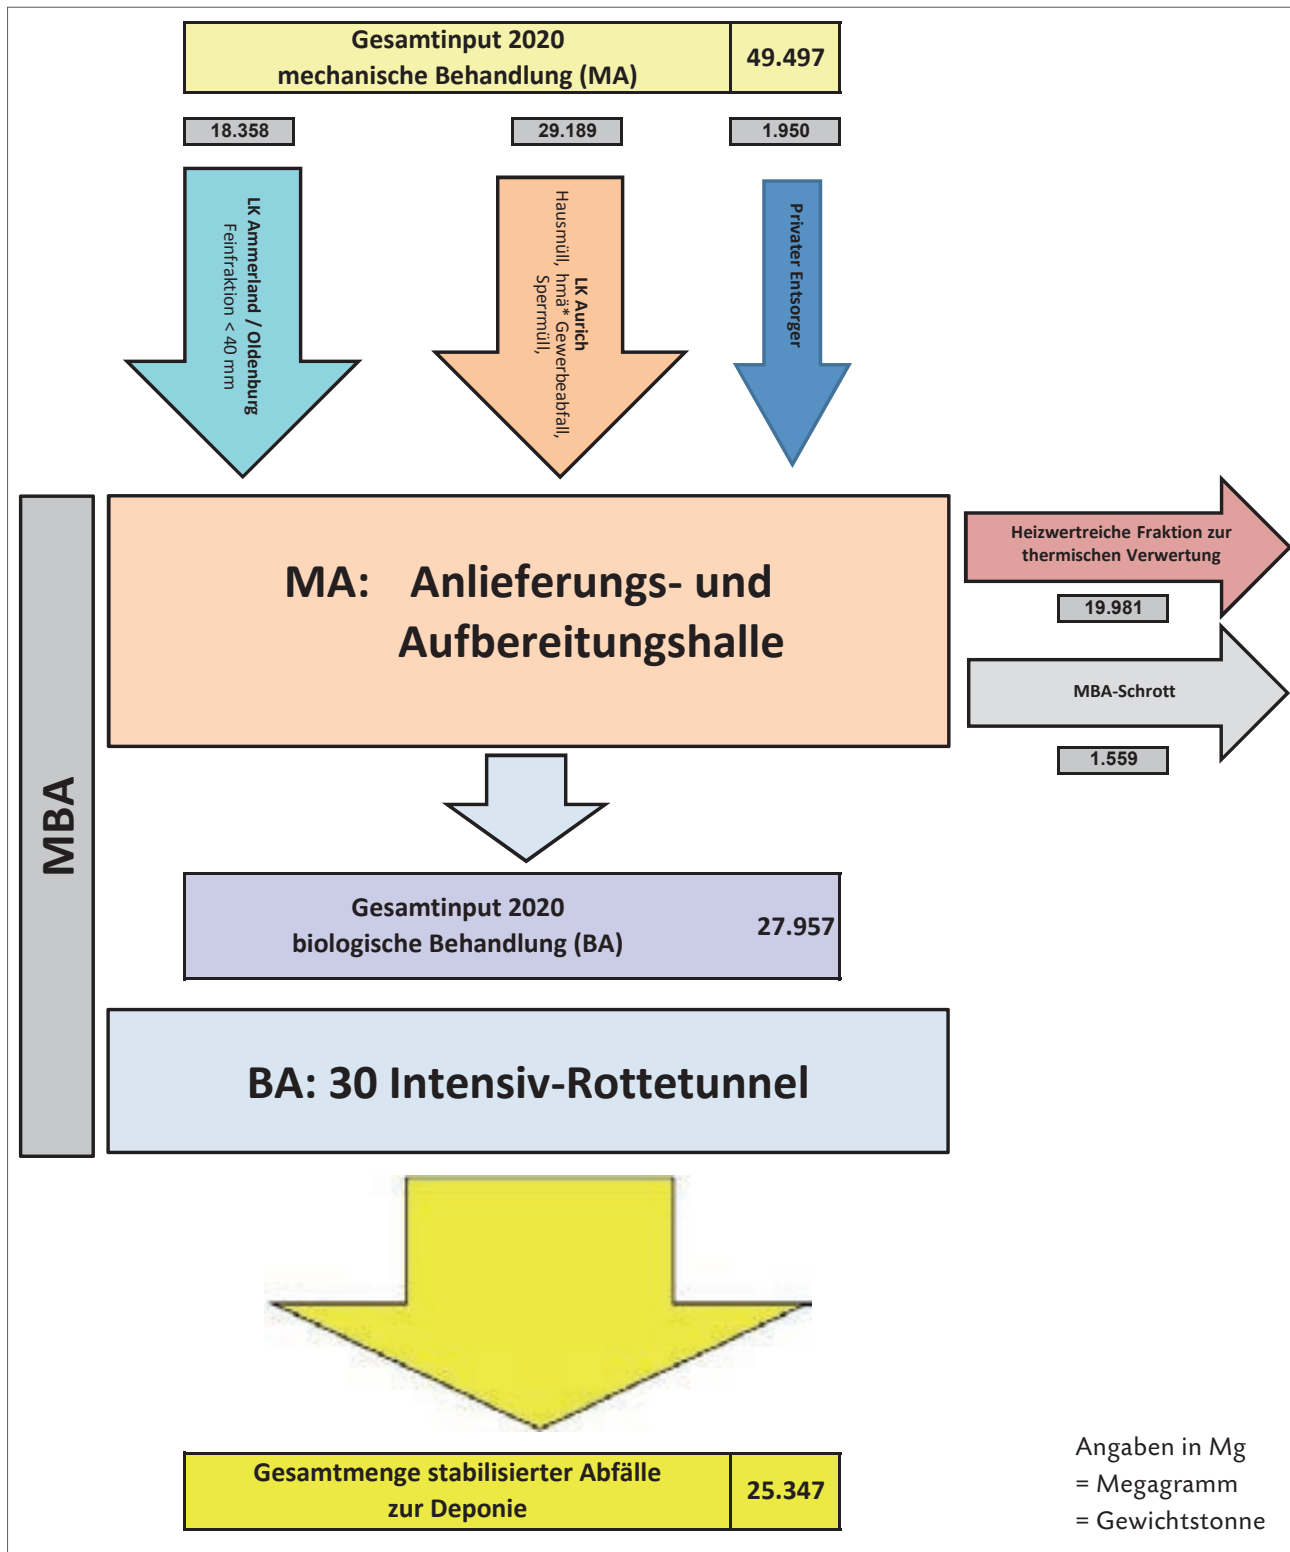 Gesamtinput 2020
mechanische Behandlung (MA)
49.497
18.358
29.189
1.950
LK Ammerland / Oldenburg
Feinfraktion < 40 mm
LK Aurich
Hausmüll, hmä* Gewerbeabfall,
Sperrmüll,
Privater Entsorger
MBA
MA: Anlieferungs- und
Aufbereitungshalle
Heizwertreiche Fraktion zur
thermischen Verwertung
19.981
MBA-Schrott
1.559
Gesamtinput 2020
biologische Behandlung (BA)
27.957
BA: 30 Intensiv-Rottetunnel
Gesamtmenge stabilisierter Abfälle
zur Deponie
25.347
Angaben in Mg
= Megagramm
= Gewichtstonne